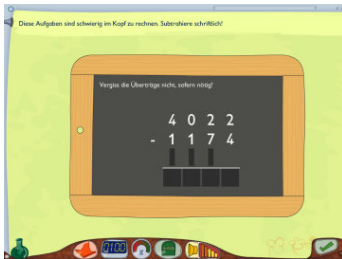 Diese Aufgaben sind schwierig im Kopf zu rechnen. Subtrahiere schriftlich!
Vergiss die Überträge nicht, sofern nötig!
4 0 2 2
- 1 1 7 4